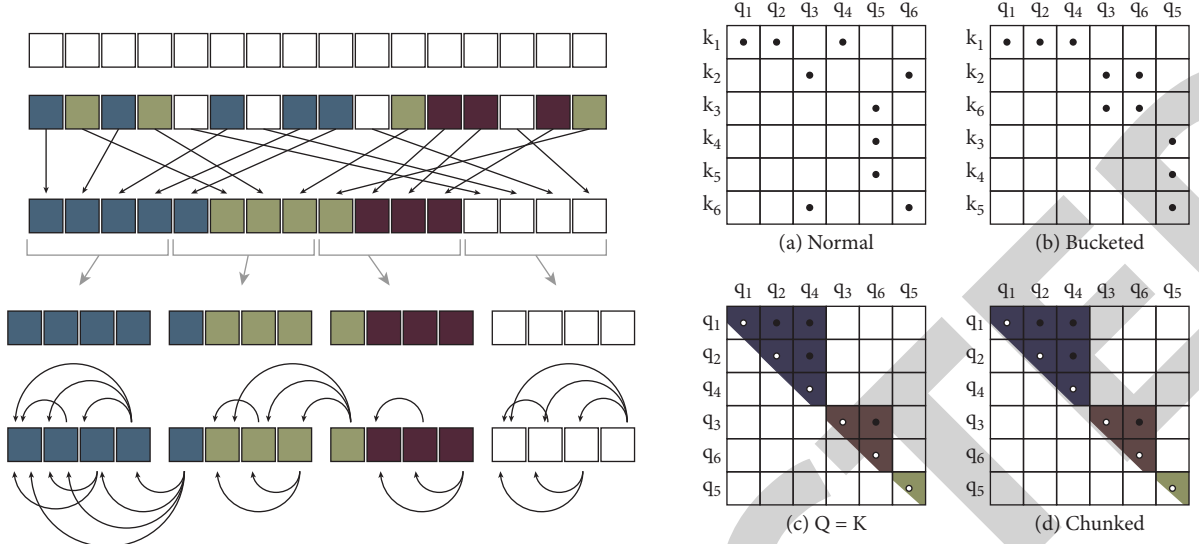 q1 q2 q3 q4 q5 q6
k1
k2
k3
k4
k5
k6
(a) Normal
q1 q2 q4 q3 q6 q5
k1
k2
k6
k3
k4
k5
(b) Bucketed
q1 q2 q4 q3 q6 q5
q1
q2
q4
q3
q6
q5
(c) Q = K
q1 q2 q4 q3 q6 q5
q1
q2
q4
q3
q6
q5
(d) Chunked